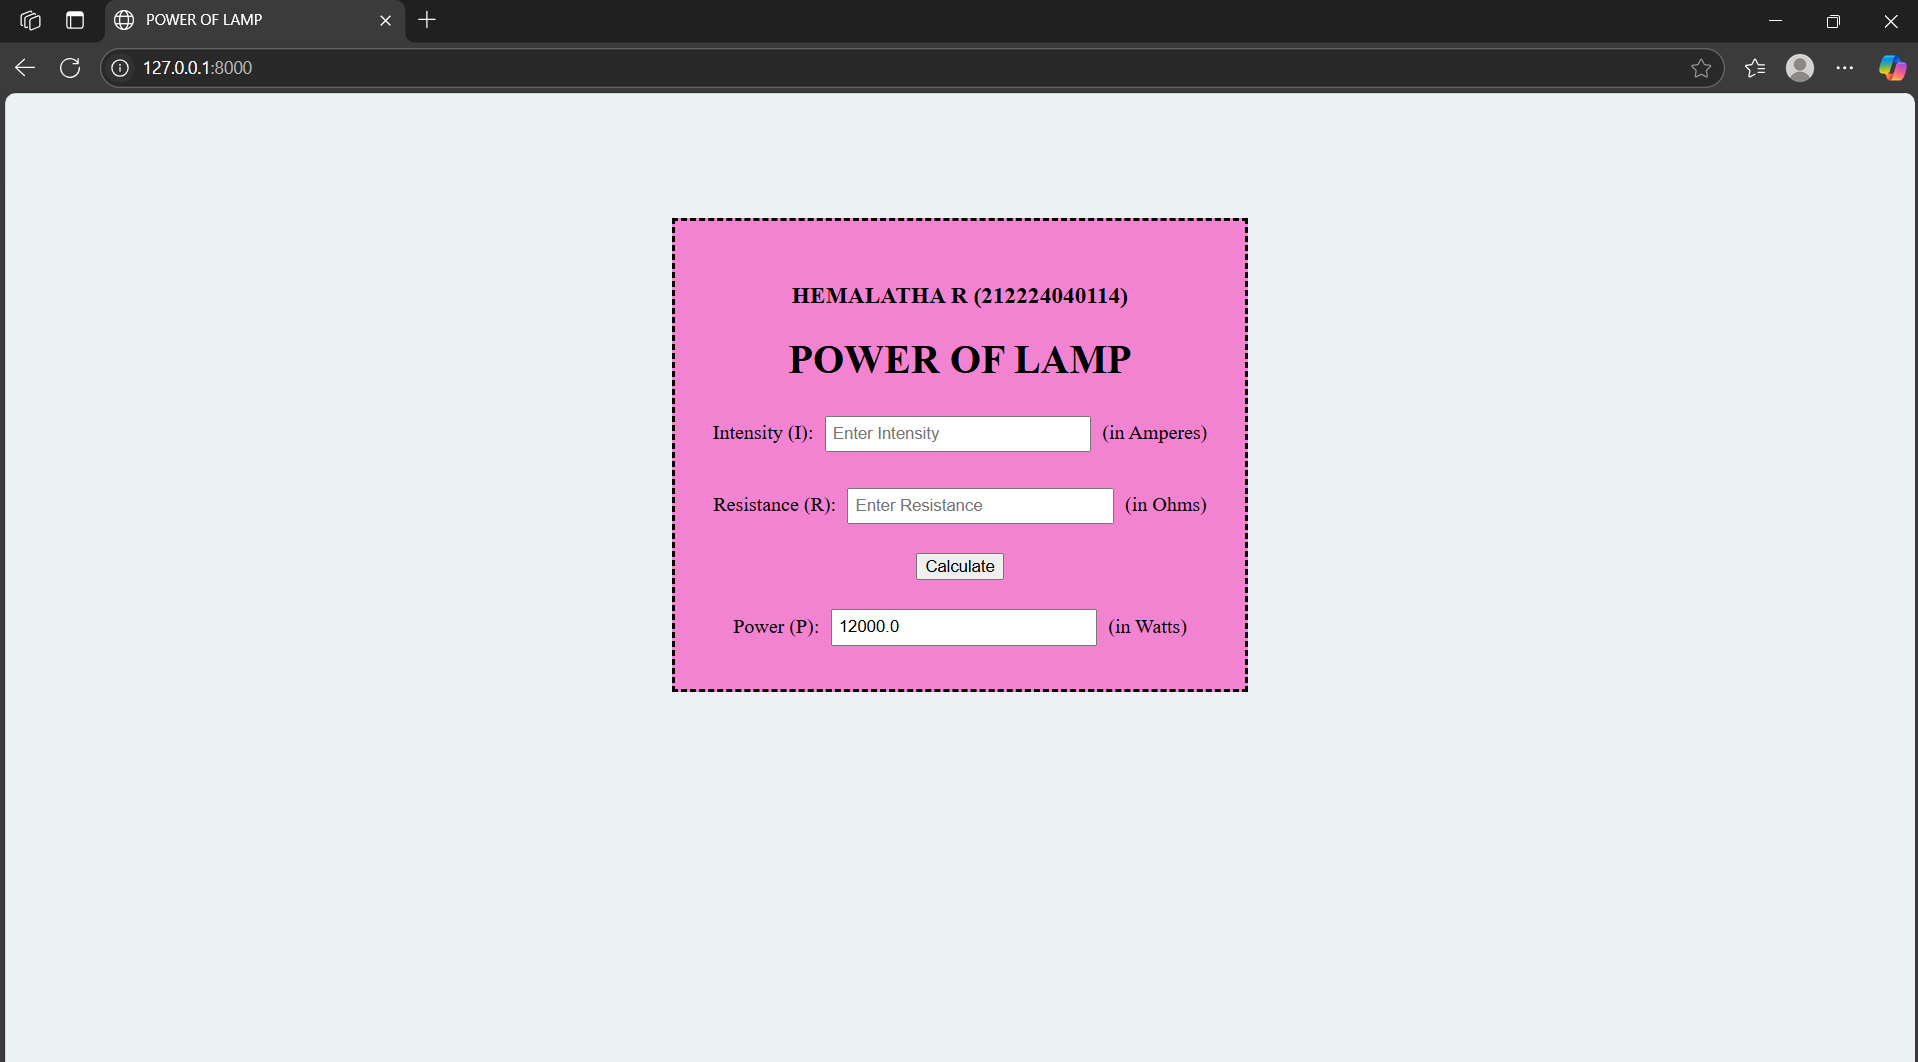 POWER OF LAMP
127.0.0.1:8000
HEMALATHA R (212224040114)
POWER OF LAMP
Intensity (I): Enter Intensity (in Amperes)
Resistance (R): Enter Resistance (in Ohms)
Calculate
Power (P): 12000.0 (in Watts)